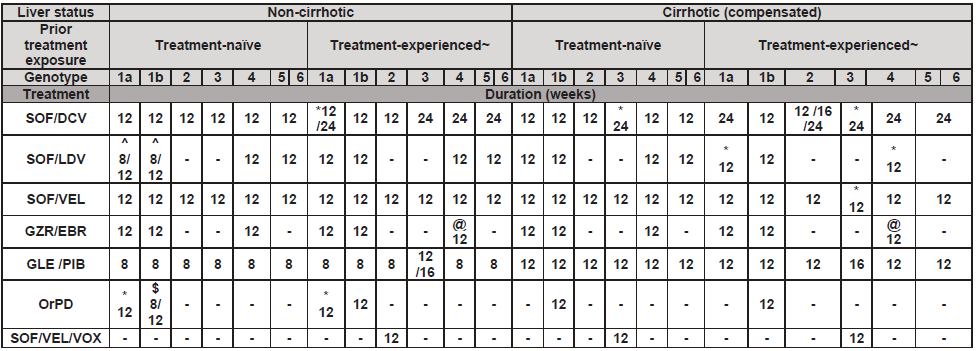 Liver status Non-cirrhotic Cirrhotic (compensated)
Prior treatment exposure Treatment-naïve Treatment-experienced~ Treatment-naïve Treatment-experienced~
Genotype 1a 1b 2 3 4 5 6 1a 1b 2 3 4 5 6 1a 1b 2 3 4 5 6 1a 1b 2 3 4 5 6
Treatment Duration (weeks)
SOF/DCV 12 12 12 12 12 12 *12 /24 12 12 24 24 24 12 12 12 * 24 12 12 24 12 12 /16 /24 * 24 24 24
SOF/LDV ^ 8/ 12 ^ 8/ 12 - - 12 12 12 12 - - 12 12 12 12 - - 12 12 * 12 12 - - * 12 -
SOF/VEL 12 12 12 12 12 12 12 12 12 12 12 12 12 12 12 12 12 12 12 12 12 * 12 12 12
GZR/EBR 12 12 - - 12 - 12 12 - - @ 12 - 12 12 - - 12 - 12 12 - - @ 12 -
GLE /PIB 8 8 8 8 8 8 8 8 8 12 /16 8 8 12 12 12 12 12 12 12 12 12 16 12 12
OrPD * 12 $ 8/ 12 - - - - * 12 12 - - - - - 12 - - - - - 12 - - - -
SOF/VEL/VOX - - - - - - - - 12 - - - - - - 12 - - - - - 12 - -